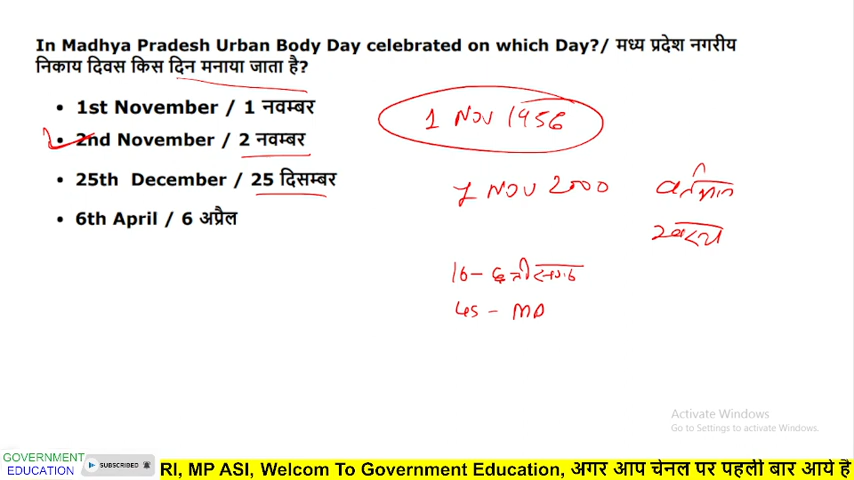 In Madhya Pradesh Urban Body Day celebrated on which Day?/ मध्य प्रदेश नगरीय
निकाय दिवस किस दिन मनाया जाता है?
• 1st November / 1 नवम्बर
• 2nd November / 2 नवम्बर
• 25th December / 25 दिसम्बर
• 6th April / 6 अप्रैल
1 Nov 1956
1 Nov 2000 वर्तमान
स्वरूप
16 - छत्तीसगढ
45 - MP
Activate Windows
Go to Settings to activate Windows.
GOVERNMENT
EDUCATION
SUBSCRIBED
RI, MP ASI, Welcom To Government Education, अगर आप चेनल पर पहली बार आये है